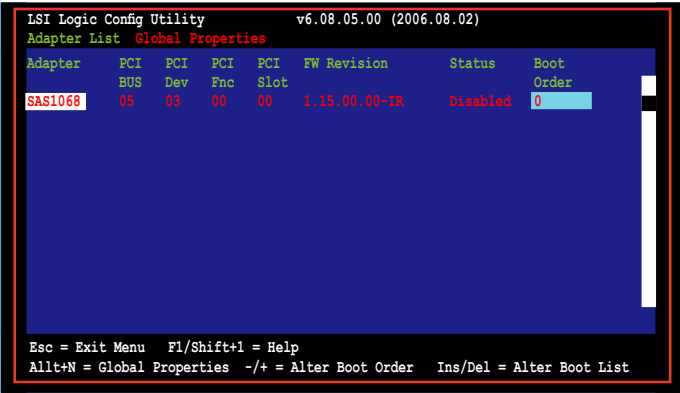 LSI Logic Config Utility v6.08.05.00 (2006.08.02)
Adapter List Global Properties
Adapter PCI PCI PCI PCI FW Revision Status Boot
BUS Dev Fnc Slot Order
SAS1068 05 03 00 00 1.15.00.00-IR Disabled 0
Esc = Exit Menu F1/Shift+1 = Help
Allt+N = Global Properties -/+ = Alter Boot Order Ins/Del = Alter Boot List